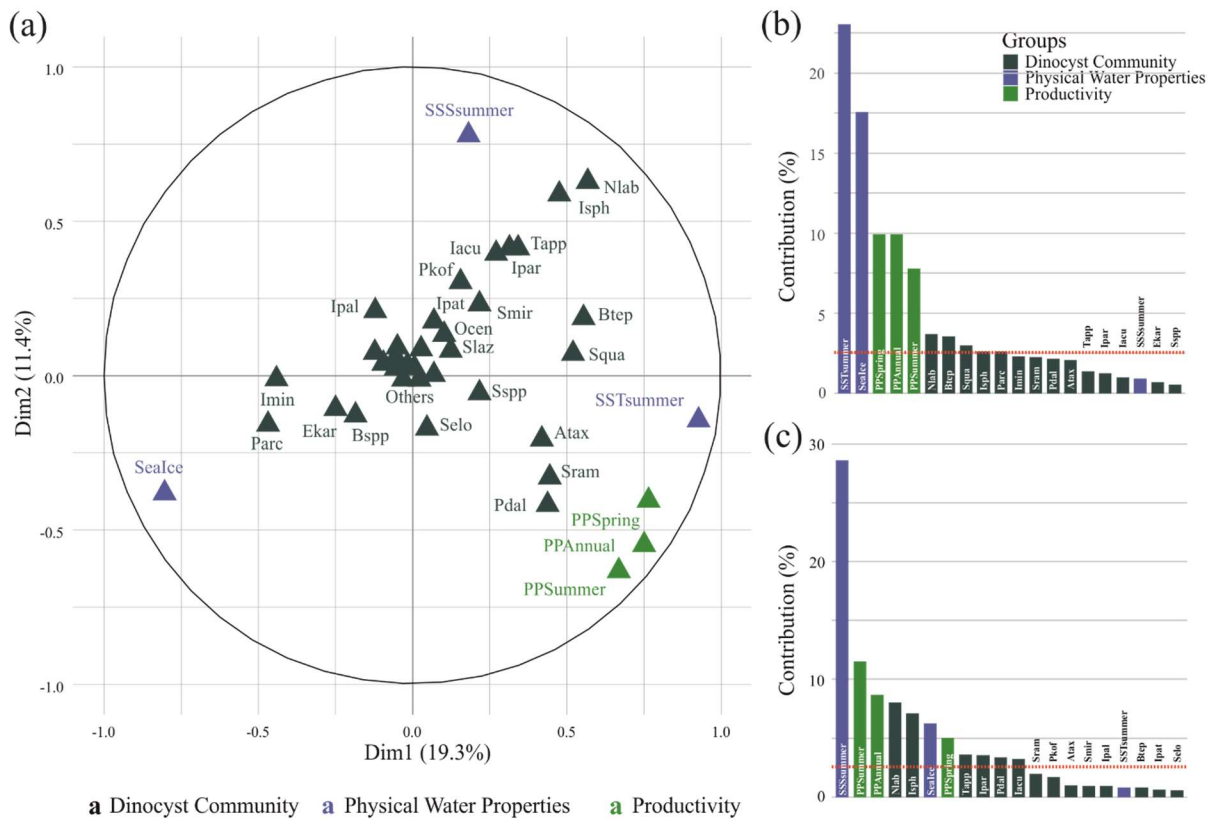 (a)
1.0
0.5
0.0
-0.5
-1.0
Dim2 (11.4%)
SSSsummer
Nlab
Isph
Tapp
Iacu
Ipar
Pkof
Ipal
Ipat
Smir
Btep
Ocen
Slaz
Squa
Others
Sspp
Imin
SSTsummer
Ekar
Bspp
Selo
Parc
Atax
SeaIce
Sram
Pdal
PPSpring
PPAnnual
PPSummer
-1.0 -0.5 0.0 0.5 1.0
Dim1 (19.3%)
a Dinocyst Community a Physical Water Properties a Productivity
(b)
Groups
Dinocyst Community
Physical Water Properties
Productivity
Contribution (%)
20
15
10
5
0
SSTsummer
SeaIce
PPSpring
PPAnnual
PPSummer
Nlab
Btep
Squa
Isph
Parc
Imin
Sram
Pdal
Atax
Tapp
Ipar
Iacu
SSSsummer
Ekar
Sspp
(c)
Contribution (%)
30
20
10
0
SSSsummer
PPSummer
PPAnnual
Nlab
Isph
SeaIce
PPSpring
Tapp
Ipar
Pdal
Iacu
Sram
Pkof
Atax
Smir
Ipal
SSTsummer
Btep
Ipat
Selo